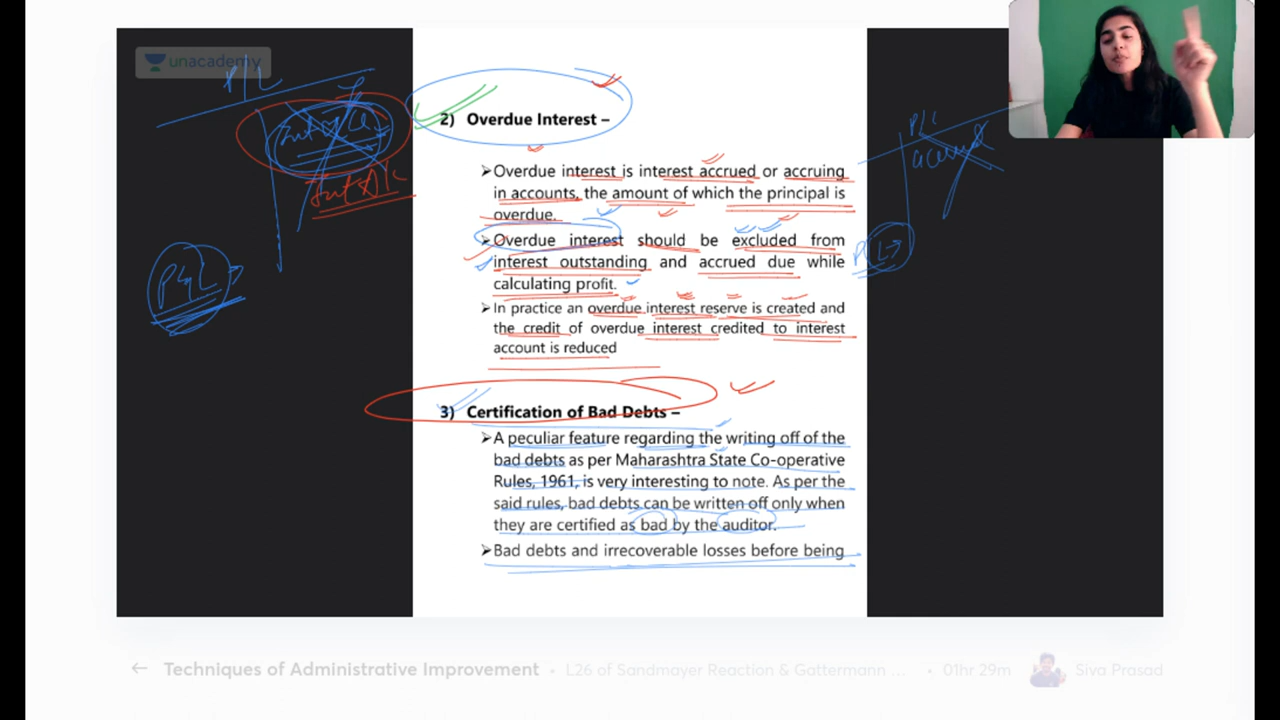 unacademy
P/L
2) Overdue Interest –
➤Overdue interest is interest accrued or accruing
in accounts, the amount of which the principal is
overdue.
➤Overdue interest should be excluded from
interest outstanding and accrued due while
calculating profit.
➤In practice an overdue interest reserve is created and
the credit of overdue interest credited to interest
account is reduced
3) Certification of Bad Debts –
➤A peculiar feature regarding the writing off of the
bad debts as per Maharashtra State Co-operative
Rules, 1961, is very interesting to note. As per the
said rules, bad debts can be written off only when
they are certified as bad by the auditor.
➤Bad debts and irrecoverable losses before being
P/L
accrued
← Techniques of Administrative Improvement • L26 of Sandmayer Reaction & Gattermann ... • 01hr 29m Siva Prasad